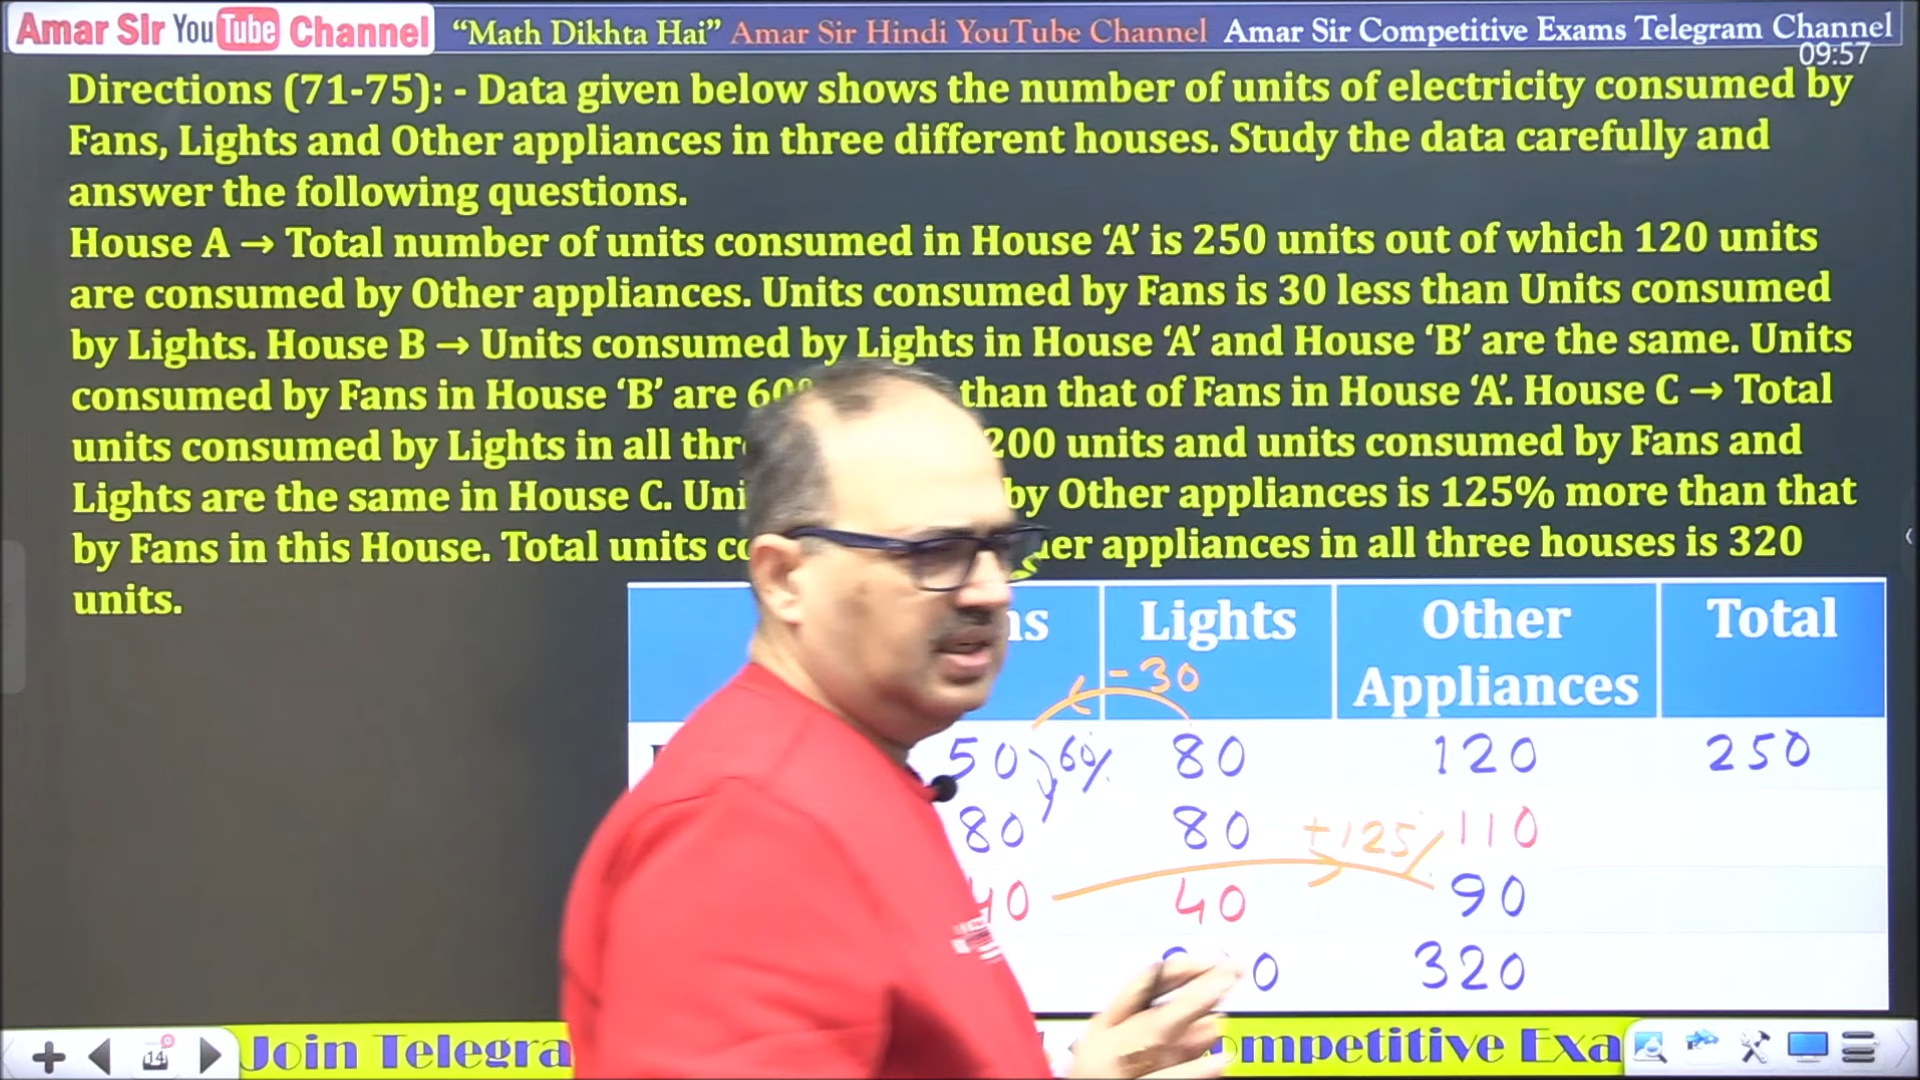 Amar Sir YouTube Channel "Math Dikhta Hai" Amar Sir Hindi YouTube Channel Amar Sir Competitive Exams Telegram Channel
09:57
Directions (71-75): - Data given below shows the number of units of electricity consumed by
Fans, Lights and Other appliances in three different houses. Study the data carefully and
answer the following questions.
House A → Total number of units consumed in House ‘A’ is 250 units out of which 120 units
are consumed by Other appliances. Units consumed by Fans is 30 less than Units consumed
by Lights. House B → Units consumed by Lights in House ‘A’ and House ‘B’ are the same. Units
consumed by Fans in House ‘B’ are than that of Fans in House ‘A’. House C → Total
units consumed by Lights in all 200 units and units consumed by Fans and
Lights are the same in House C. by Other appliances is 125% more than that
by Fans in this House. Total units appliances in all three houses is 320
units.
Lights Other Appliances Total
-30
50 60% 80 120 250
80 80 +125% 110
40 40 90
320
14 Join